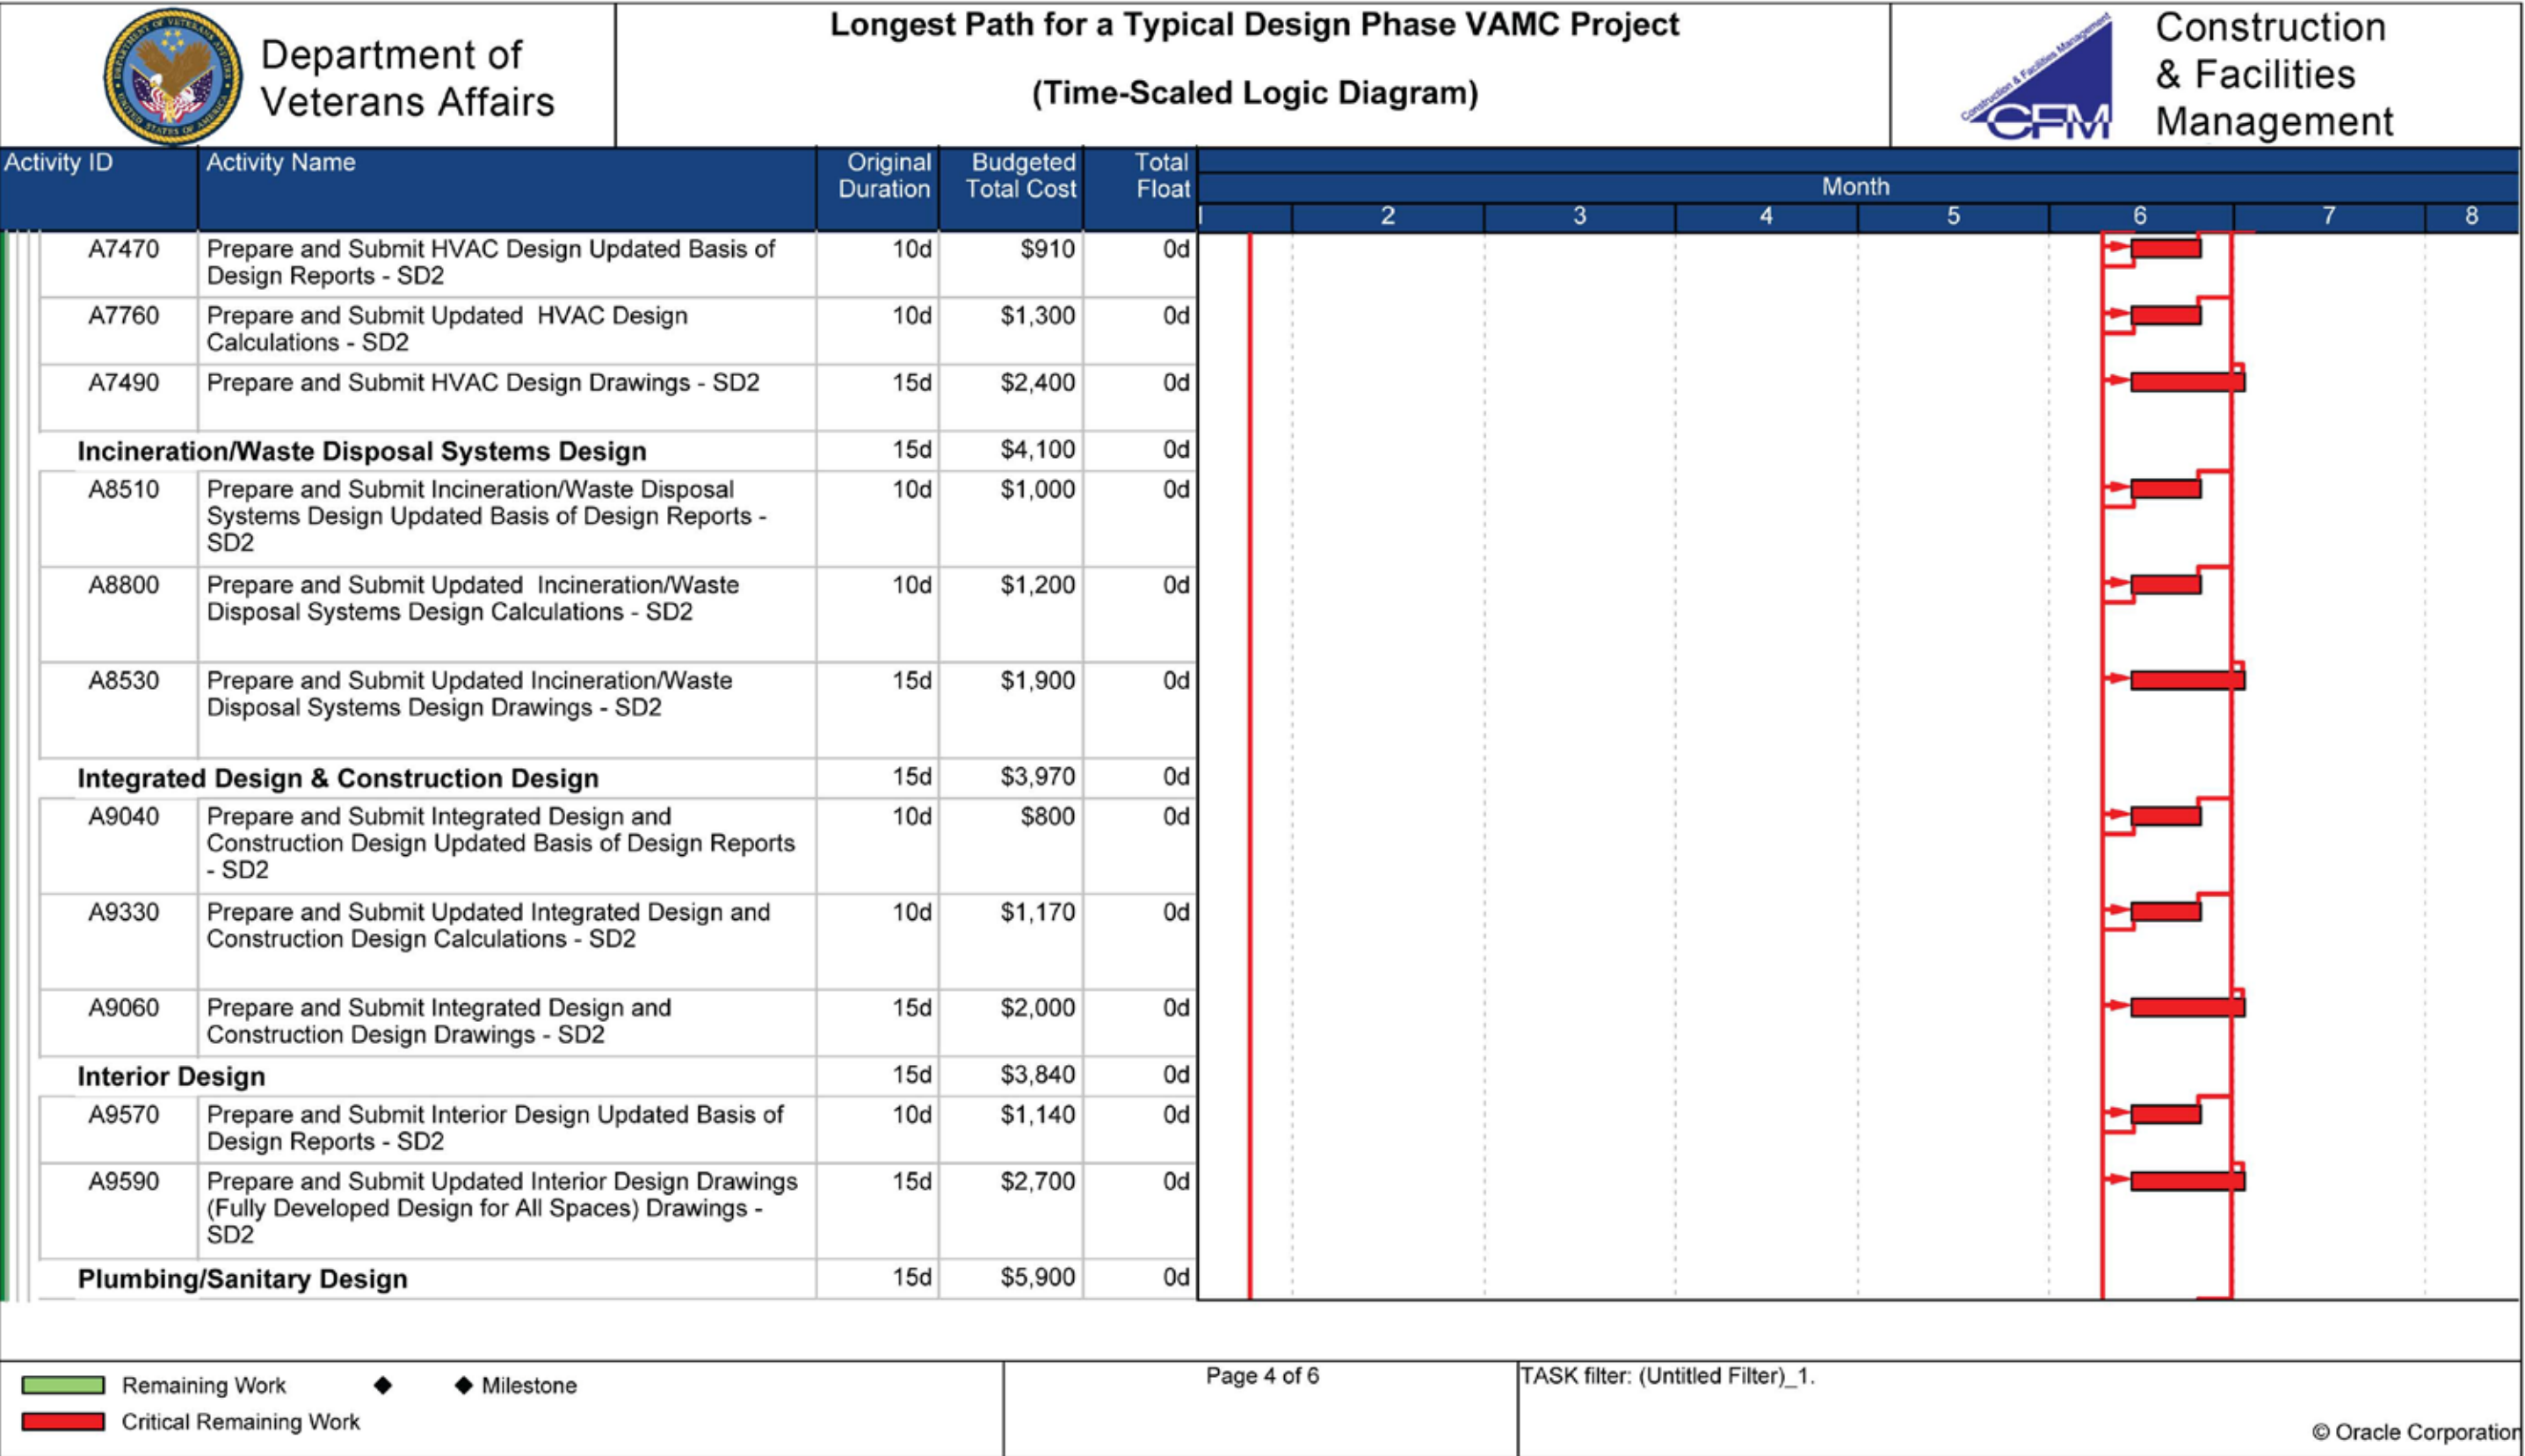 Department of
Veterans Affairs
Longest Path for a Typical Design Phase VAMC Project
(Time-Scaled Logic Diagram)
Construction & Facilities Management
CFM
Construction
& Facilities
Management
Activity ID Activity Name Original Duration Budgeted Total Cost Total Float
Month
2 3 4 5 6 7 8
A7470 Prepare and Submit HVAC Design Updated Basis of 10d $910 0d
Design Reports - SD2
A7760 Prepare and Submit Updated HVAC Design 10d $1,300 0d
Calculations - SD2
A7490 Prepare and Submit HVAC Design Drawings - SD2 15d $2,400 0d
Incineration/Waste Disposal Systems Design 15d $4,100 0d
A8510 Prepare and Submit Incineration/Waste Disposal 10d $1,000 0d
Systems Design Updated Basis of Design Reports -
SD2
A8800 Prepare and Submit Updated Incineration/Waste 10d $1,200 0d
Disposal Systems Design Calculations - SD2
A8530 Prepare and Submit Updated Incineration/Waste 15d $1,900 0d
Disposal Systems Design Drawings - SD2
Integrated Design & Construction Design 15d $3,970 0d
A9040 Prepare and Submit Integrated Design and 10d $800 0d
Construction Design Updated Basis of Design Reports
- SD2
A9330 Prepare and Submit Updated Integrated Design and 10d $1,170 0d
Construction Design Calculations - SD2
A9060 Prepare and Submit Integrated Design and 15d $2,000 0d
Construction Design Drawings - SD2
Interior Design 15d $3,840 0d
A9570 Prepare and Submit Interior Design Updated Basis of 10d $1,140 0d
Design Reports - SD2
A9590 Prepare and Submit Updated Interior Design Drawings 15d $2,700 0d
(Fully Developed Design for All Spaces) Drawings -
SD2
Plumbing/Sanitary Design 15d $5,900 0d
Remaining Work Milestone
Critical Remaining Work
Page 4 of 6
TASK filter: (Untitled Filter)_1.
© Oracle Corporation